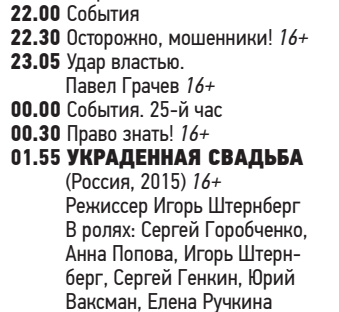 22.00 События
22.30 Осторожно, мошенники! 16+
23.05 Удар властью.
Павел Грачев 16+
00.00 События. 25-й час
00.30 Право знать! 16+
01.55 УКРАДЕННАЯ СВАДЬБА
(Россия, 2015) 16+
Режиссер Игорь Штернберг
В ролях: Сергей Горобченко,
Анна Попова, Игорь Штерн-
берг, Сергей Генкин, Юрий
Ваксман, Елена Ручкина